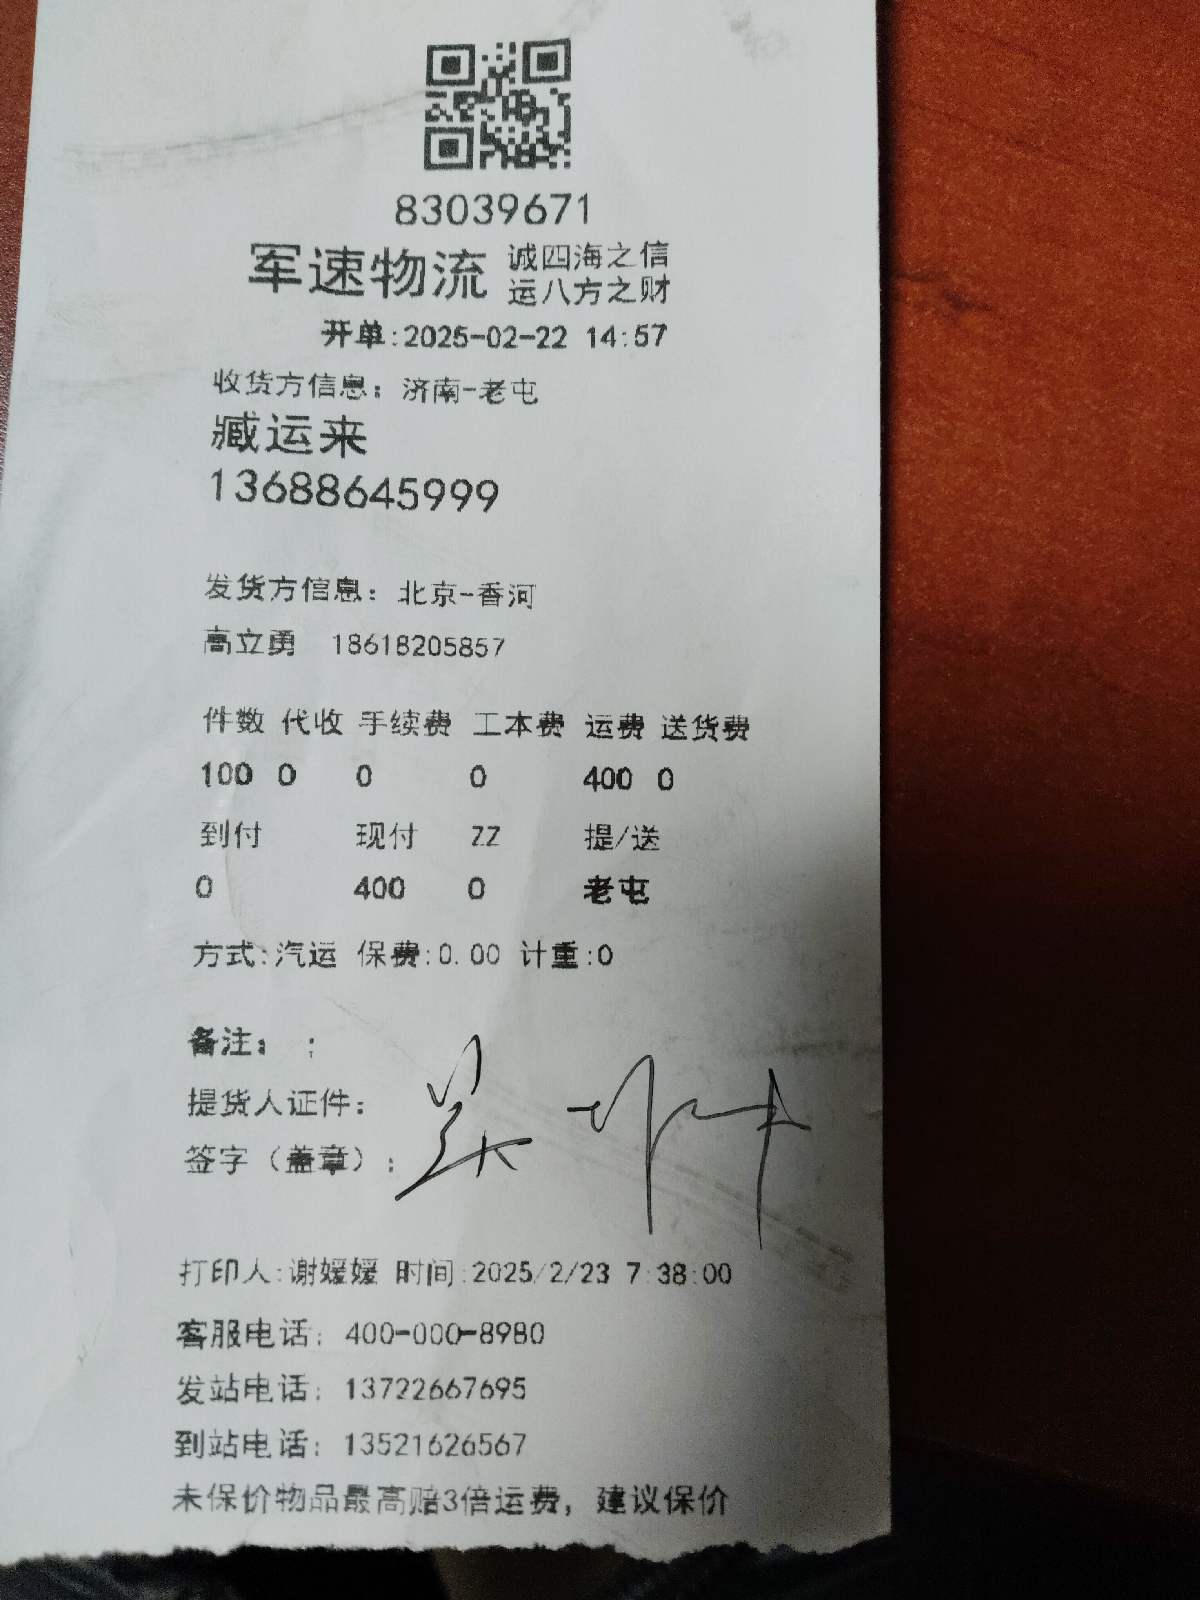 83039671
军速物流 诚四海之信
运八方之财
开单:2025-02-22 14:57
收货方信息: 济南-老屯
臧运来
13688645999
发货方信息: 北京-香河
高立勇 18618205857
件数 代收 手续费 工本费 运费 送货费
100 0 0 0 400 0
到付 现付 ZZ 提/送
0 400 0 老屯
方式:汽运 保费:0.00 计重:0
备注: ;
提货人证件:
签字（盖章）:
打印人:谢媛媛 时间:2025/2/23 7:38:00
客服电话: 400-000-8980
发站电话: 13722667695
到站电话: 13521626567
未保价物品最高赔3倍运费, 建议保价